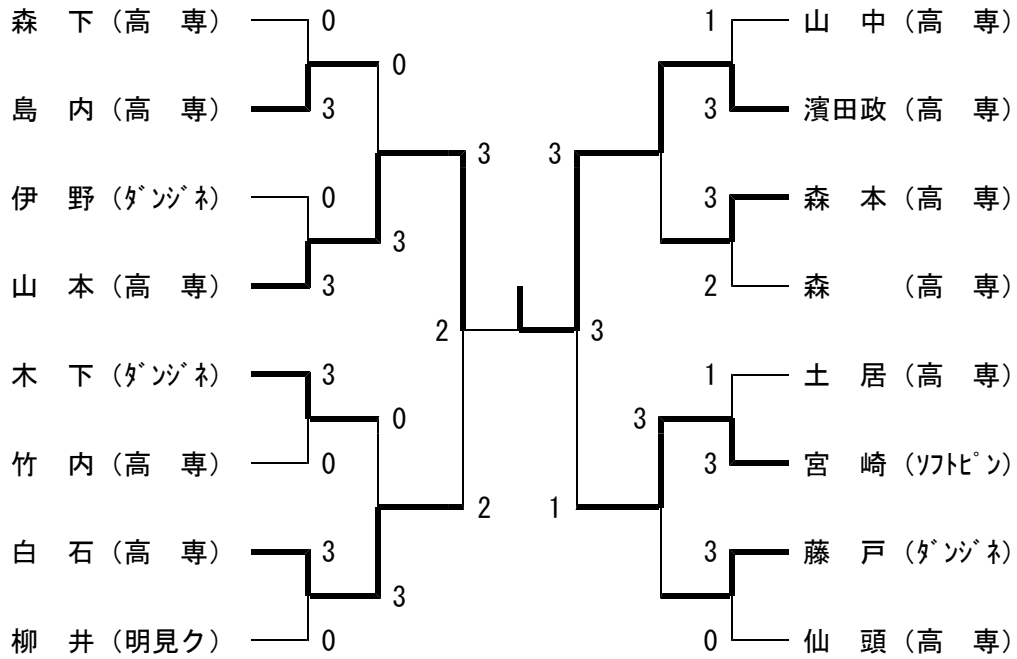 森　下（高　専） 0 1 山　中（高　専）
0
島　内（高　専） 3 3 濱田政（高　専）
3 3
伊　野（ﾀﾞﾝｼﾞﾈ） 0 3 森　本（高　専）
3
山　本（高　専） 3 2 森　　（高　専）
2 3
木　下（ﾀﾞﾝｼﾞﾈ） 3 1 土　居（高　専）
0 3
竹　内（高　専） 0 3 宮　崎（ｿﾌﾄﾋﾟﾝ）
2 1
白　石（高　専） 3 3 藤　戸（ﾀﾞﾝｼﾞﾈ）
3
柳　井（明見ク） 0 0 仙　頭（高　専）